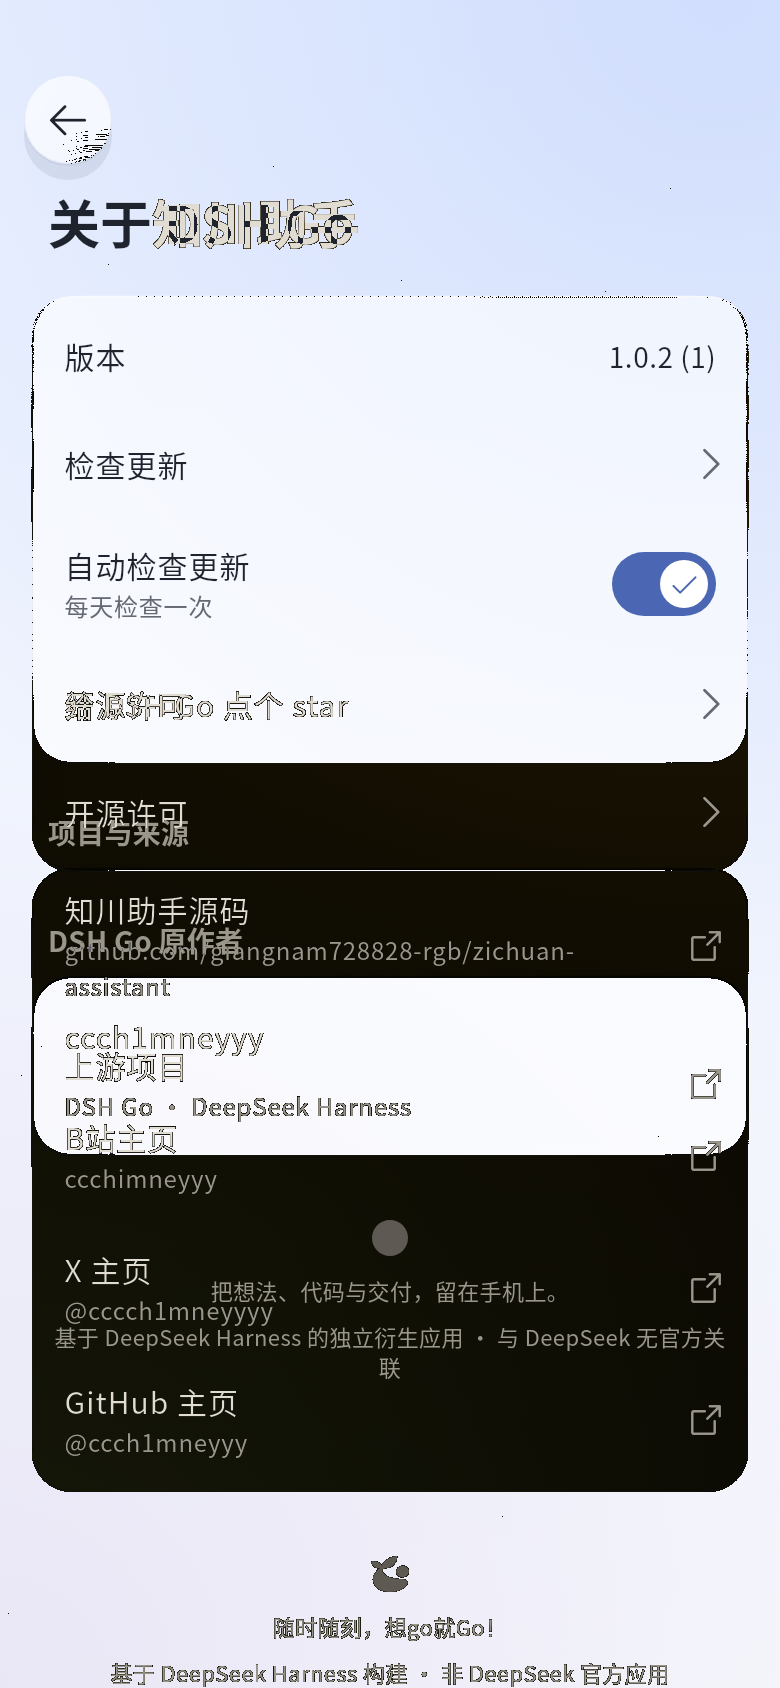 关于知川助手
版本
1.0.2 (1)
检查更新
自动检查更新
每天检查一次
Go 点个 star
开源许可
项目与来源
知川助手源码
DSH Go 原作者
github.com/giangnam728828-rgb/zichuan-
assistant
ccch1mneyyy
上游项目
DSH Go · DeepSeek Harness
B站主页
ccchimneyyy
X 主页
把想法、代码与交付，留在手机上。
@cccch1mneyyyy
基于 DeepSeek Harness 的独立衍生应用 · 与 DeepSeek 无官方关
联
GitHub 主页
@ccch1mneyyy
随时随刻，想go就Go!
基于 DeepSeek Harness 构建 · 非 DeepSeek 官方应用